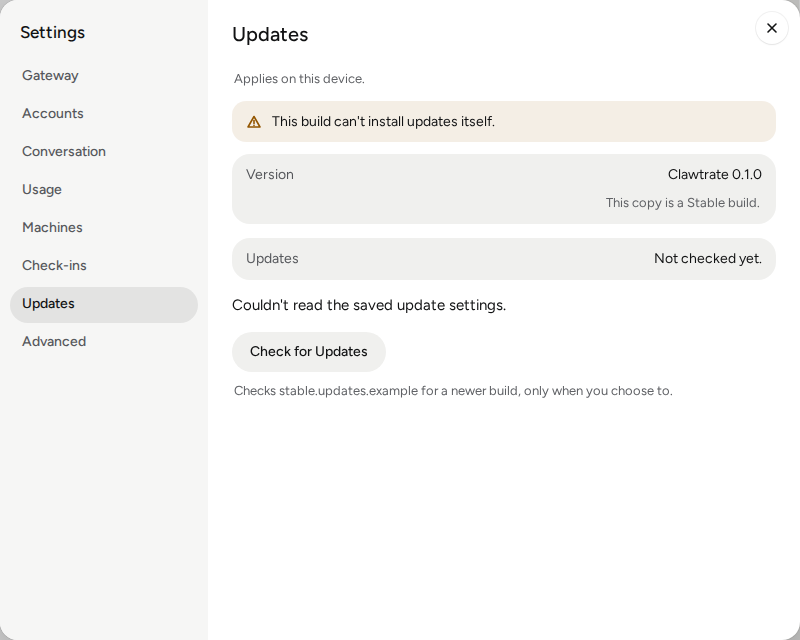 Settings
Gateway
Accounts
Conversation
Usage
Machines
Check-ins
Updates
Advanced
Updates
Applies on this device.
This build can't install updates itself.
Version
Clawtrate 0.1.0
This copy is a Stable build.
Updates
Not checked yet.
Couldn't read the saved update settings.
Check for Updates
Checks stable.updates.example for a newer build, only when you choose to.